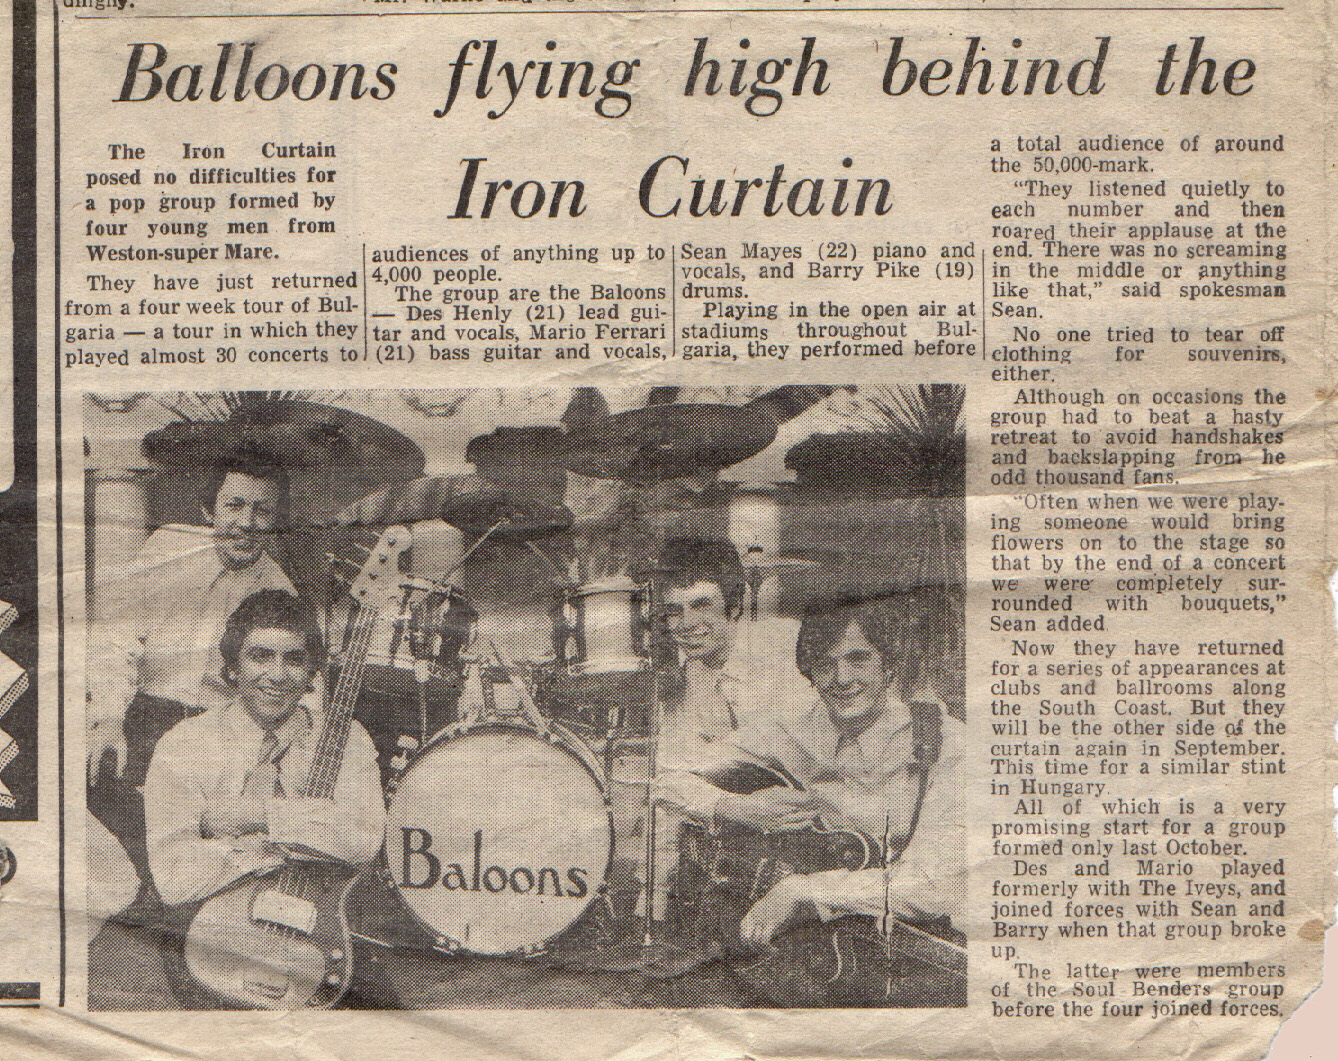 Balloons flying high behind the
Iron Curtain
The Iron Curtain
posed no difficulties for
a pop group formed by
four young men from
Weston-super Mare.
They have just returned
from a four week tour of Bul-
garia — a tour in which they
played almost 30 concerts to
audiences of anything up to
4,000 people.
The group are the Baloons
— Des Henly (21) lead gui-
tar and vocals, Mario Ferrari
(21) bass guitar and vocals,
Sean Mayes (22) piano and
vocals, and Barry Pike (19)
drums.
Playing in the open air at
stadiums throughout Bul-
garia, they performed before
a total audience of around
the 50,000-mark.
"They listened quietly to
each number and then
roared their applause at the
end. There was no screaming
in the middle or anything
like that," said spokesman
Sean.
No one tried to tear off
clothing for souvenirs,
either.
Although on occasions the
group had to beat a hasty
retreat to avoid handshakes
and backslapping from he
odd thousand fans.
"Often when we were play-
ing someone would bring
flowers on to the stage so
that by the end of a concert
we were completely sur-
rounded with bouquets,"
Sean added.
Now they have returned
for a series of appearances at
clubs and ballrooms along
the South Coast. But they
will be the other side of the
curtain again in September.
This time for a similar stint
in Hungary.
All of which is a very
promising start for a group
formed only last October.
Des and Mario played
formerly with The Iveys, and
joined forces with Sean and
Barry when that group broke
up.
The latter were members
of the Soul Benders group
before the four joined forces.
Baloons